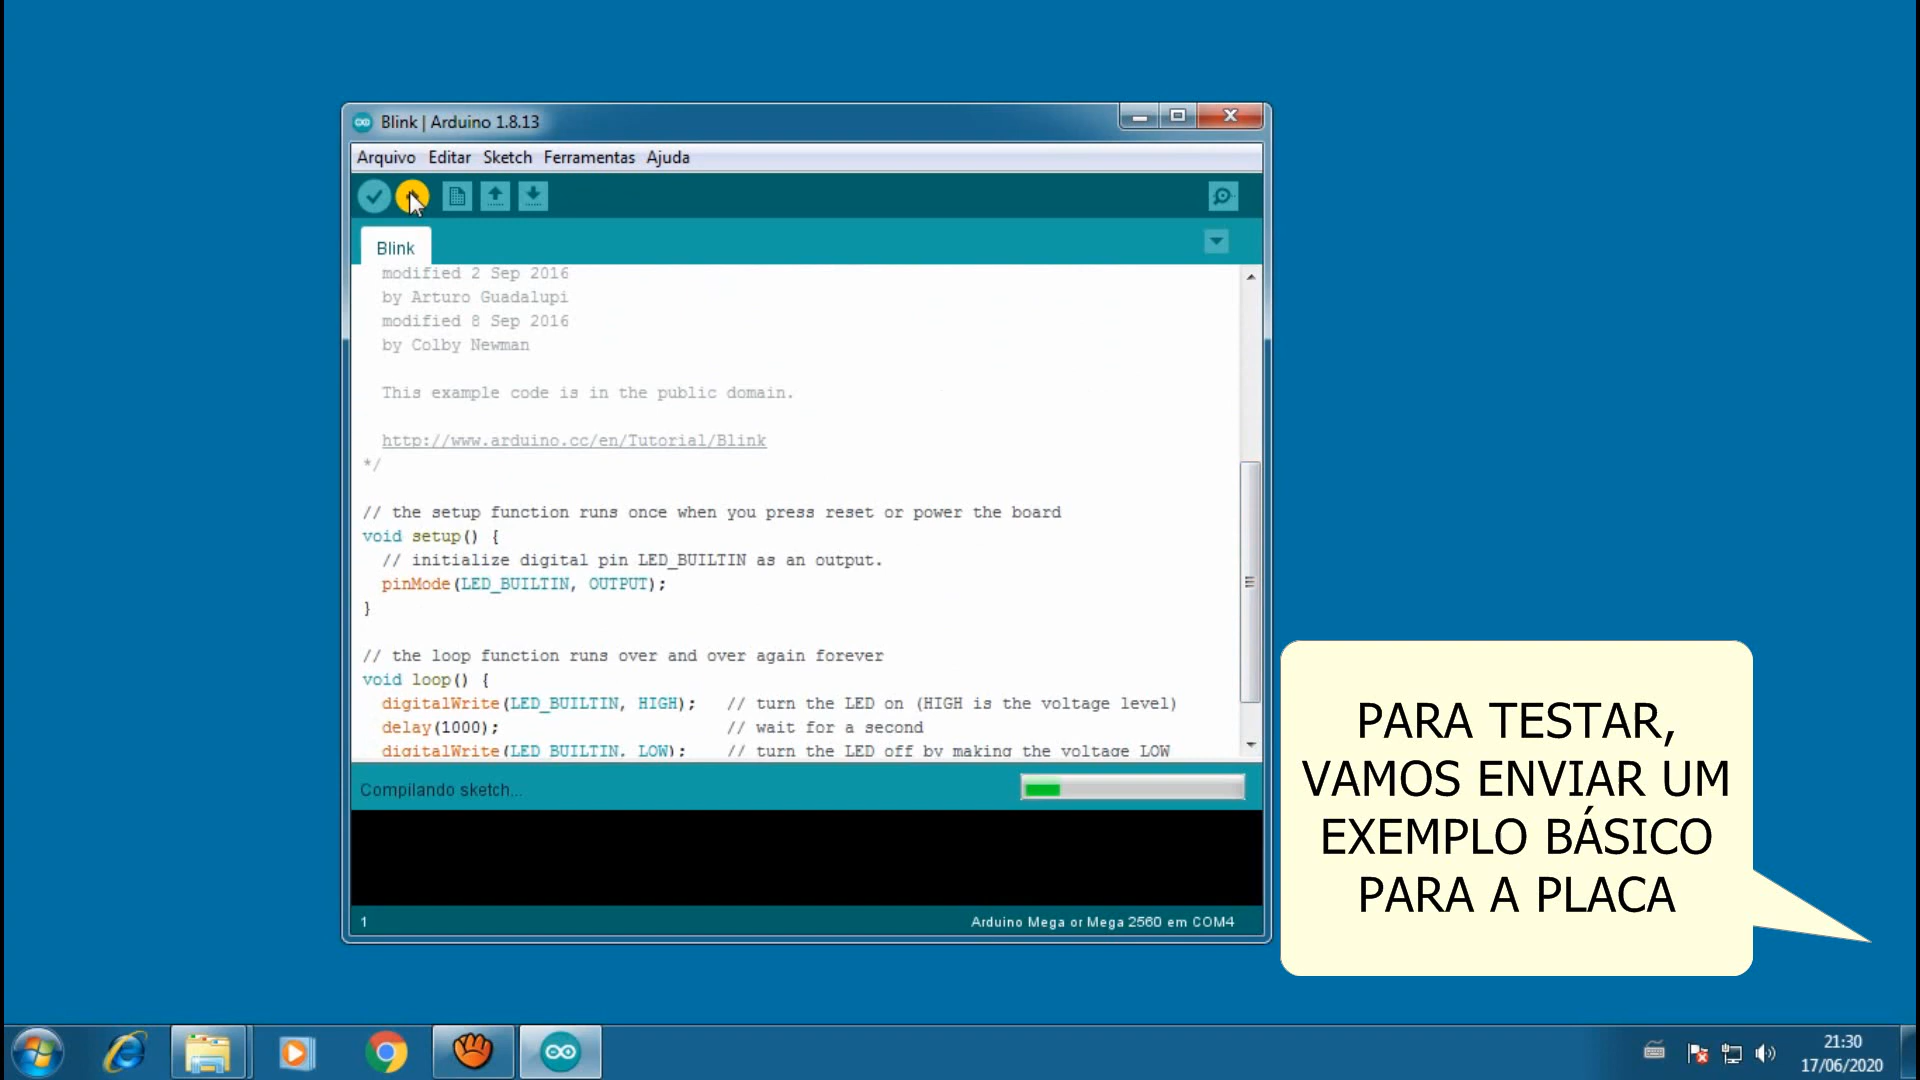 Blink | Arduino 1.8.13
Arquivo Editar Sketch Ferramentas Ajuda
Blink
modified 2 Sep 2016
by Arturo Guadalupi
modified 8 Sep 2016
by Colby Newman
This example code is in the public domain.
http://www.arduino.cc/en/Tutorial/Blink
*/
// the setup function runs once when you press reset or power the board
void setup() {
// initialize digital pin LED_BUILTIN as an output.
pinMode(LED_BUILTIN, OUTPUT);
}
// the loop function runs over and over again forever
void loop() {
digitalWrite(LED_BUILTIN, HIGH); // turn the LED on (HIGH is the voltage level)
delay(1000); // wait for a second
digitalWrite(LED_BUILTIN, LOW); // turn the LED off by making the voltage LOW
Compilando sketch...
1
Arduino Mega or Mega 2560 em COM4
PARA TESTAR,
VAMOS ENVIAR UM
EXEMPLO BÁSICO
PARA A PLACA
21:30
17/06/2020